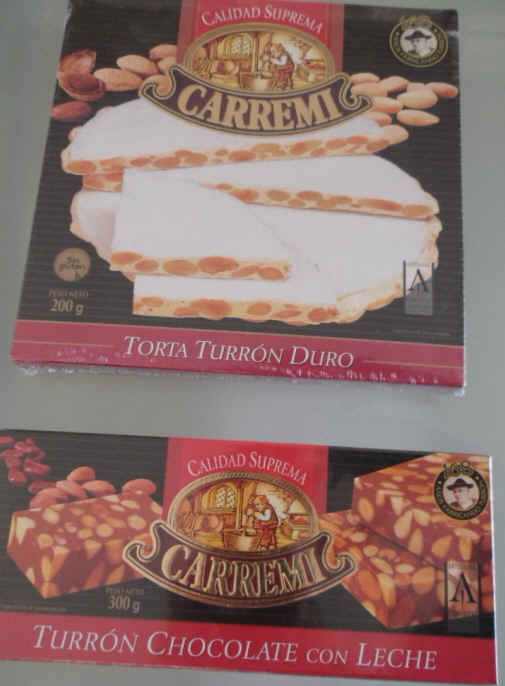 CALIDAD SUPREMA
CARREMI
Sin
gluten
PESO NETO
200 g
A
TORTA TURRÓN DURO
CALIDAD SUPREMA
CARREMI
PESO NETO
300 g
A
TURRÓN CHOCOLATE CON LECHE